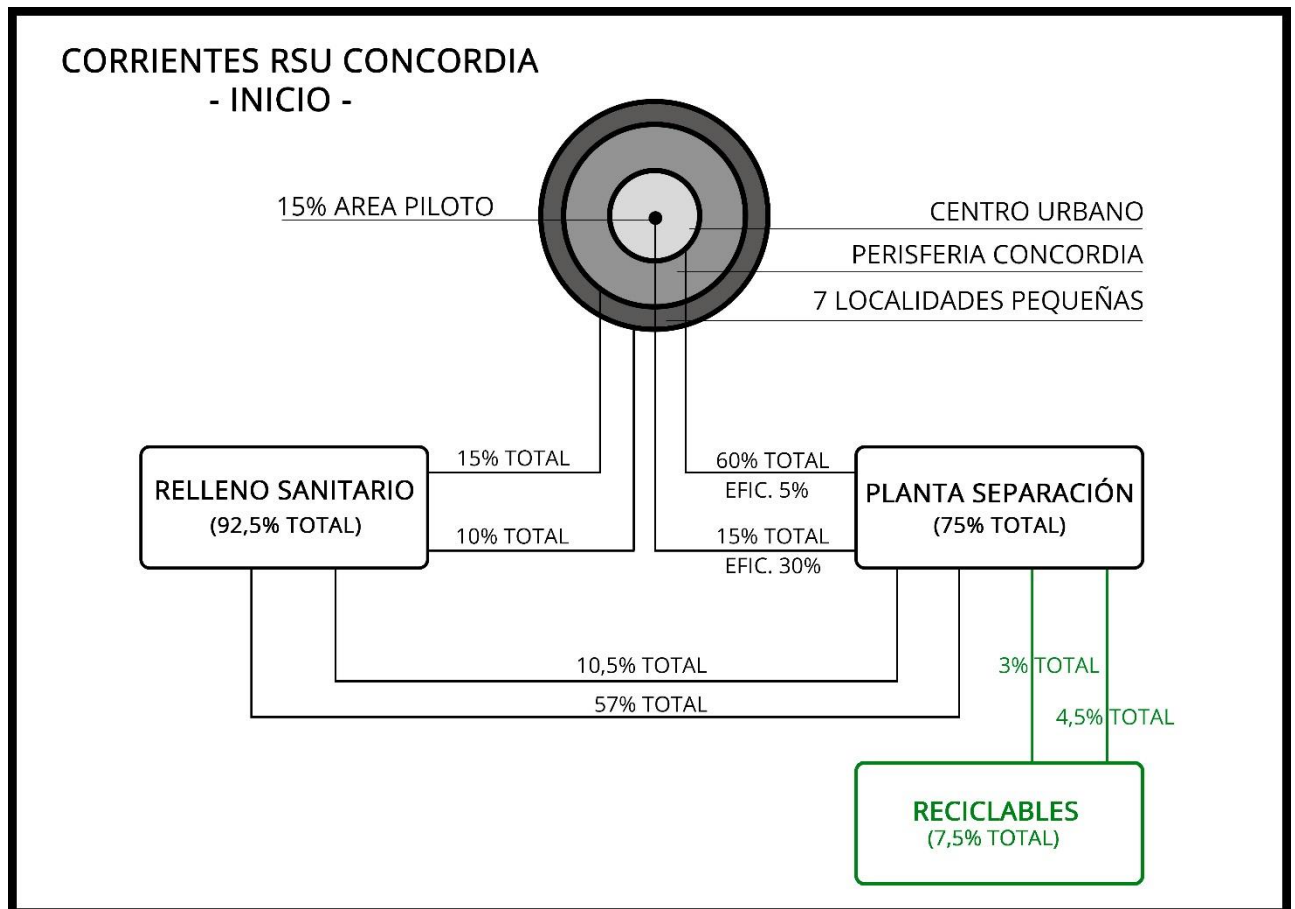 CORRIENTES RSU CONCORDIA
- INICIO -
15% AREA PILOTO
CENTRO URBANO
PERISFERIA CONCORDIA
7 LOCALIDADES PEQUEÑAS
RELLENO SANITARIO
(92,5% TOTAL)
15% TOTAL
10% TOTAL
60% TOTAL
EFIC. 5%
15% TOTAL
EFIC. 30%
PLANTA SEPARACIÓN
(75% TOTAL)
10,5% TOTAL
57% TOTAL
3% TOTAL
4,5% TOTAL
RECICLABLES
(7,5% TOTAL)